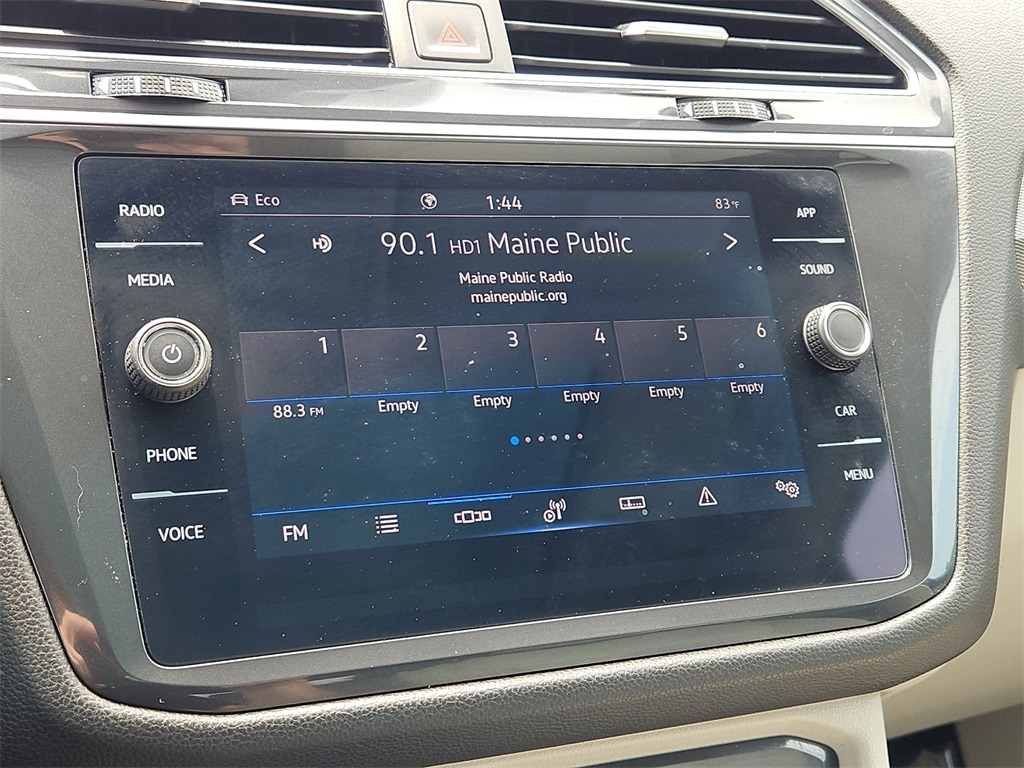 RADIO
MEDIA
PHONE
VOICE
Eco 1:44 83°F
90.1 HD1 Maine Public
Maine Public Radio
mainepublic.org
1 2 3 4 5 6
88.3 FM Empty Empty Empty Empty Empty
FM
APP
SOUND
CAR
MENU